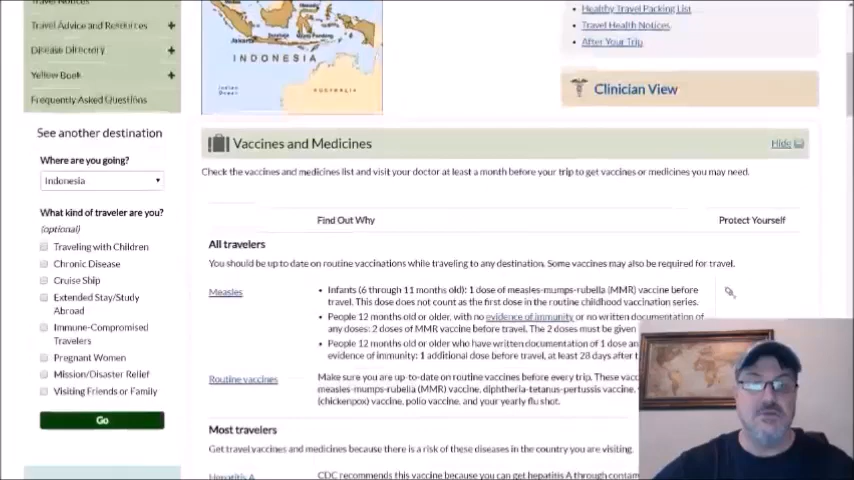 Travel Notices
Travel Advice and Resources +
Disease Directory +
Yellow Book +
Frequently Asked Questions
INDONESIA
Jakarta
Indian
Ocean
AUSTRALIA
Healthy Travel Packing List
Travel Health Notices
After Your Trip
Clinician View
See another destination
Where are you going?
Indonesia
What kind of traveler are you?
(optional)
Traveling with Children
Chronic Disease
Cruise Ship
Extended Stay/Study
Abroad
Immune-Compromised
Travelers
Pregnant Women
Mission/Disaster Relief
Visiting Friends or Family
Go
Vaccines and Medicines
Hide
Check the vaccines and medicines list and visit your doctor at least a month before your trip to get vaccines or medicines you may need.
Find Out Why Protect Yourself
All travelers
You should be up to date on routine vaccinations while traveling to any destination. Some vaccines may also be required for travel.
Measles
Infants (6 through 11 months old): 1 dose of measles-mumps-rubella (MMR) vaccine before
travel. This dose does not count as the first dose in the routine childhood vaccination series.
People 12 months old or older, with no evidence of immunity or no written documentation of
any doses: 2 doses of MMR vaccine before travel. The 2 doses must be given
People 12 months old or older who have written documentation of 1 dose an
evidence of immunity: 1 additional dose before travel, at least 28 days after
Routine vaccines
Make sure you are up-to-date on routine vaccines before every trip. These vacc
measles-mumps-rubella (MMR) vaccine, diphtheria-tetanus-pertussis vaccine,
(chickenpox) vaccine, polio vaccine, and your yearly flu shot.
Most travelers
Get travel vaccines and medicines because there is a risk of these diseases in the country you are visiting.
Hepatitis A
CDC recommends this vaccine because you can get hepatitis A through contam